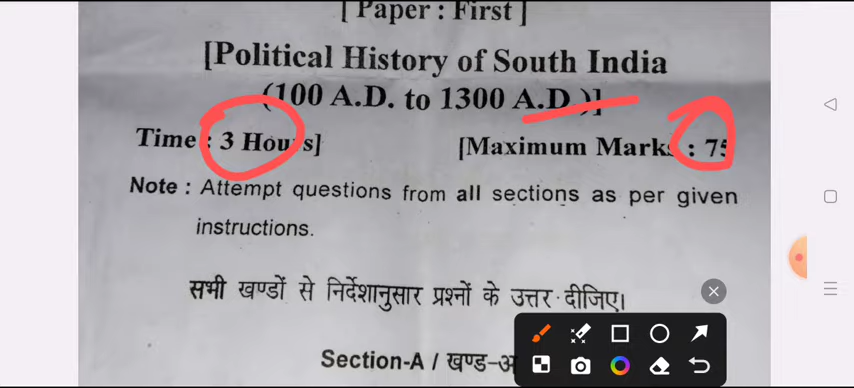 [ Paper : First ]
[Political History of South India
(100 A.D. to 1300 A.D.)]
Time : 3 Hours] [Maximum Marks : 75
Note : Attempt questions from all sections as per given
instructions.
सभी खण्डों से निर्देशानुसार प्रश्नों के उत्तर दीजिए।
Section-A / खण्ड-अ